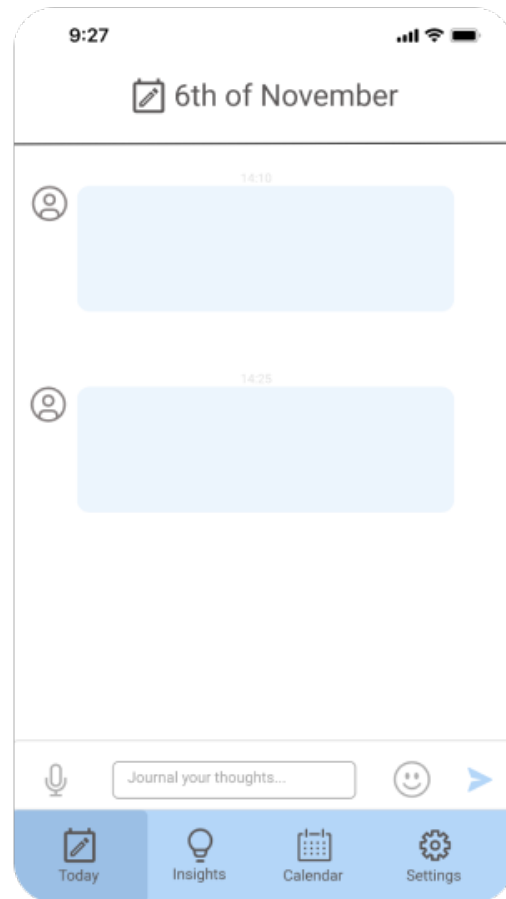 9:27
6th of November
14:10
14:25
Journal your thoughts...
Today
Insights
Calendar
Settings